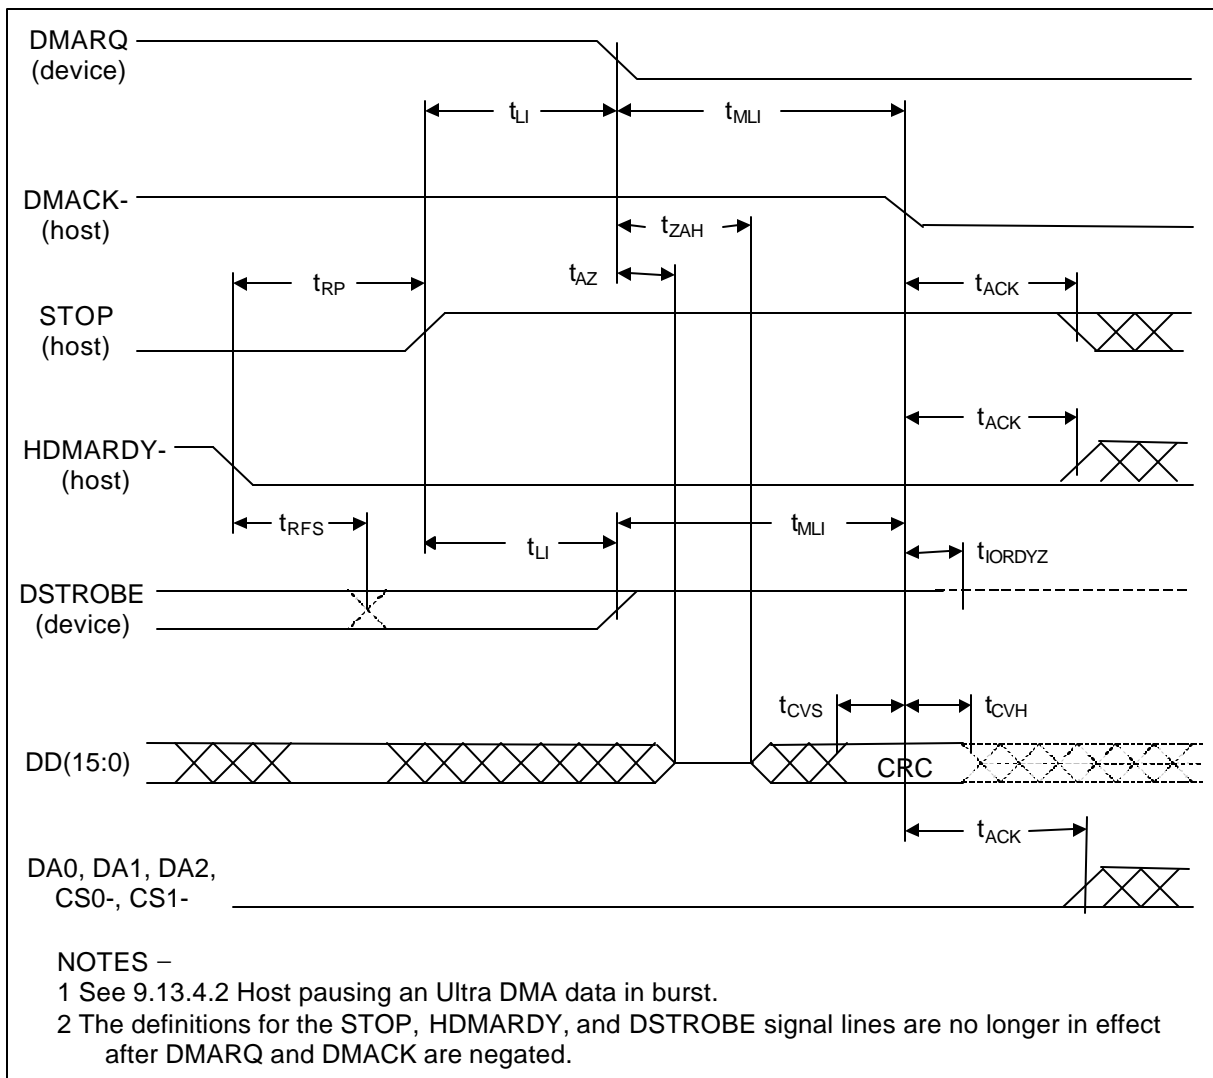 DMARQ
(device)
tLI
tMLI
DMACK-
(host)
tZAH
tAZ
tRP
tACK
STOP
(host)
tACK
HDMARDY-
(host)
tRFS
tLI
tMLI
tIORDYZ
DSTROBE
(device)
tCVS
tCVH
DD(15:0)
CRC
tACK
DA0, DA1, DA2,
CS0-, CS1-
NOTES –
1 See 9.13.4.2 Host pausing an Ultra DMA data in burst.
2 The definitions for the STOP, HDMARDY, and DSTROBE signal lines are no longer in effect
after DMARQ and DMACK are negated.